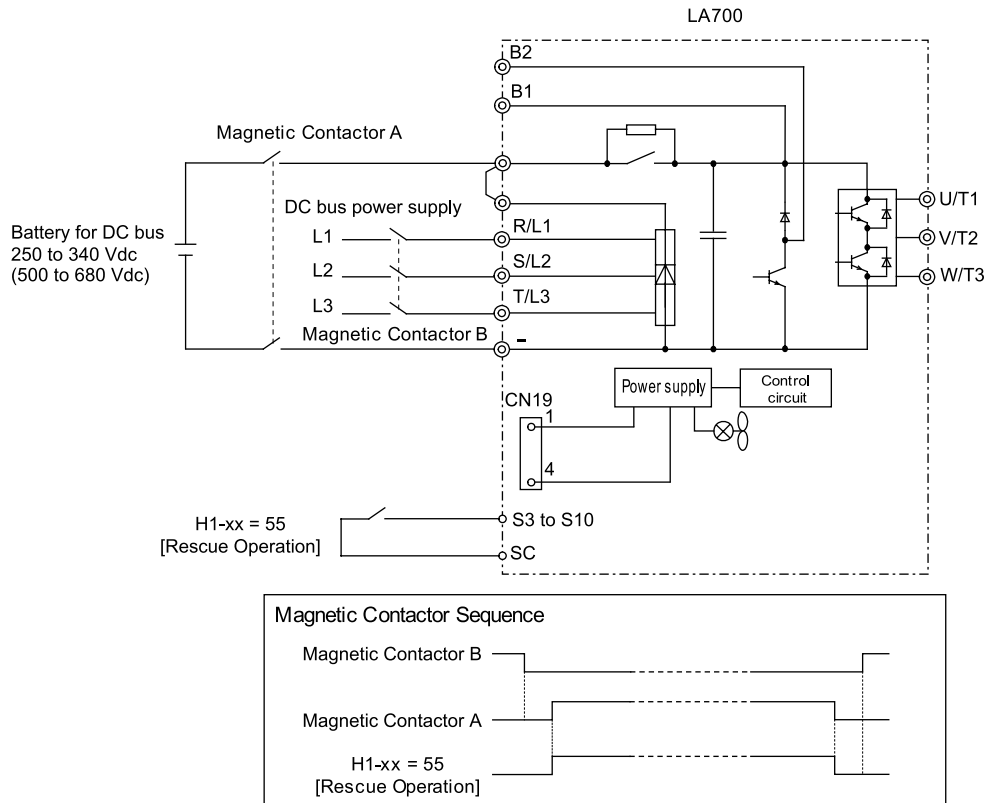 LA700
B2
B1
Magnetic Contactor A
DC bus power supply
Battery for DC bus
250 to 340 Vdc
(500 to 680 Vdc)
L1
L2
L3
R/L1
S/L2
T/L3
U/T1
V/T2
W/T3
Magnetic Contactor B
-
CN19
1
4
Power supply
Control
circuit
H1-xx = 55
[Rescue Operation]
S3 to S10
SC
Magnetic Contactor Sequence
Magnetic Contactor B
Magnetic Contactor A
H1-xx = 55
[Rescue Operation]